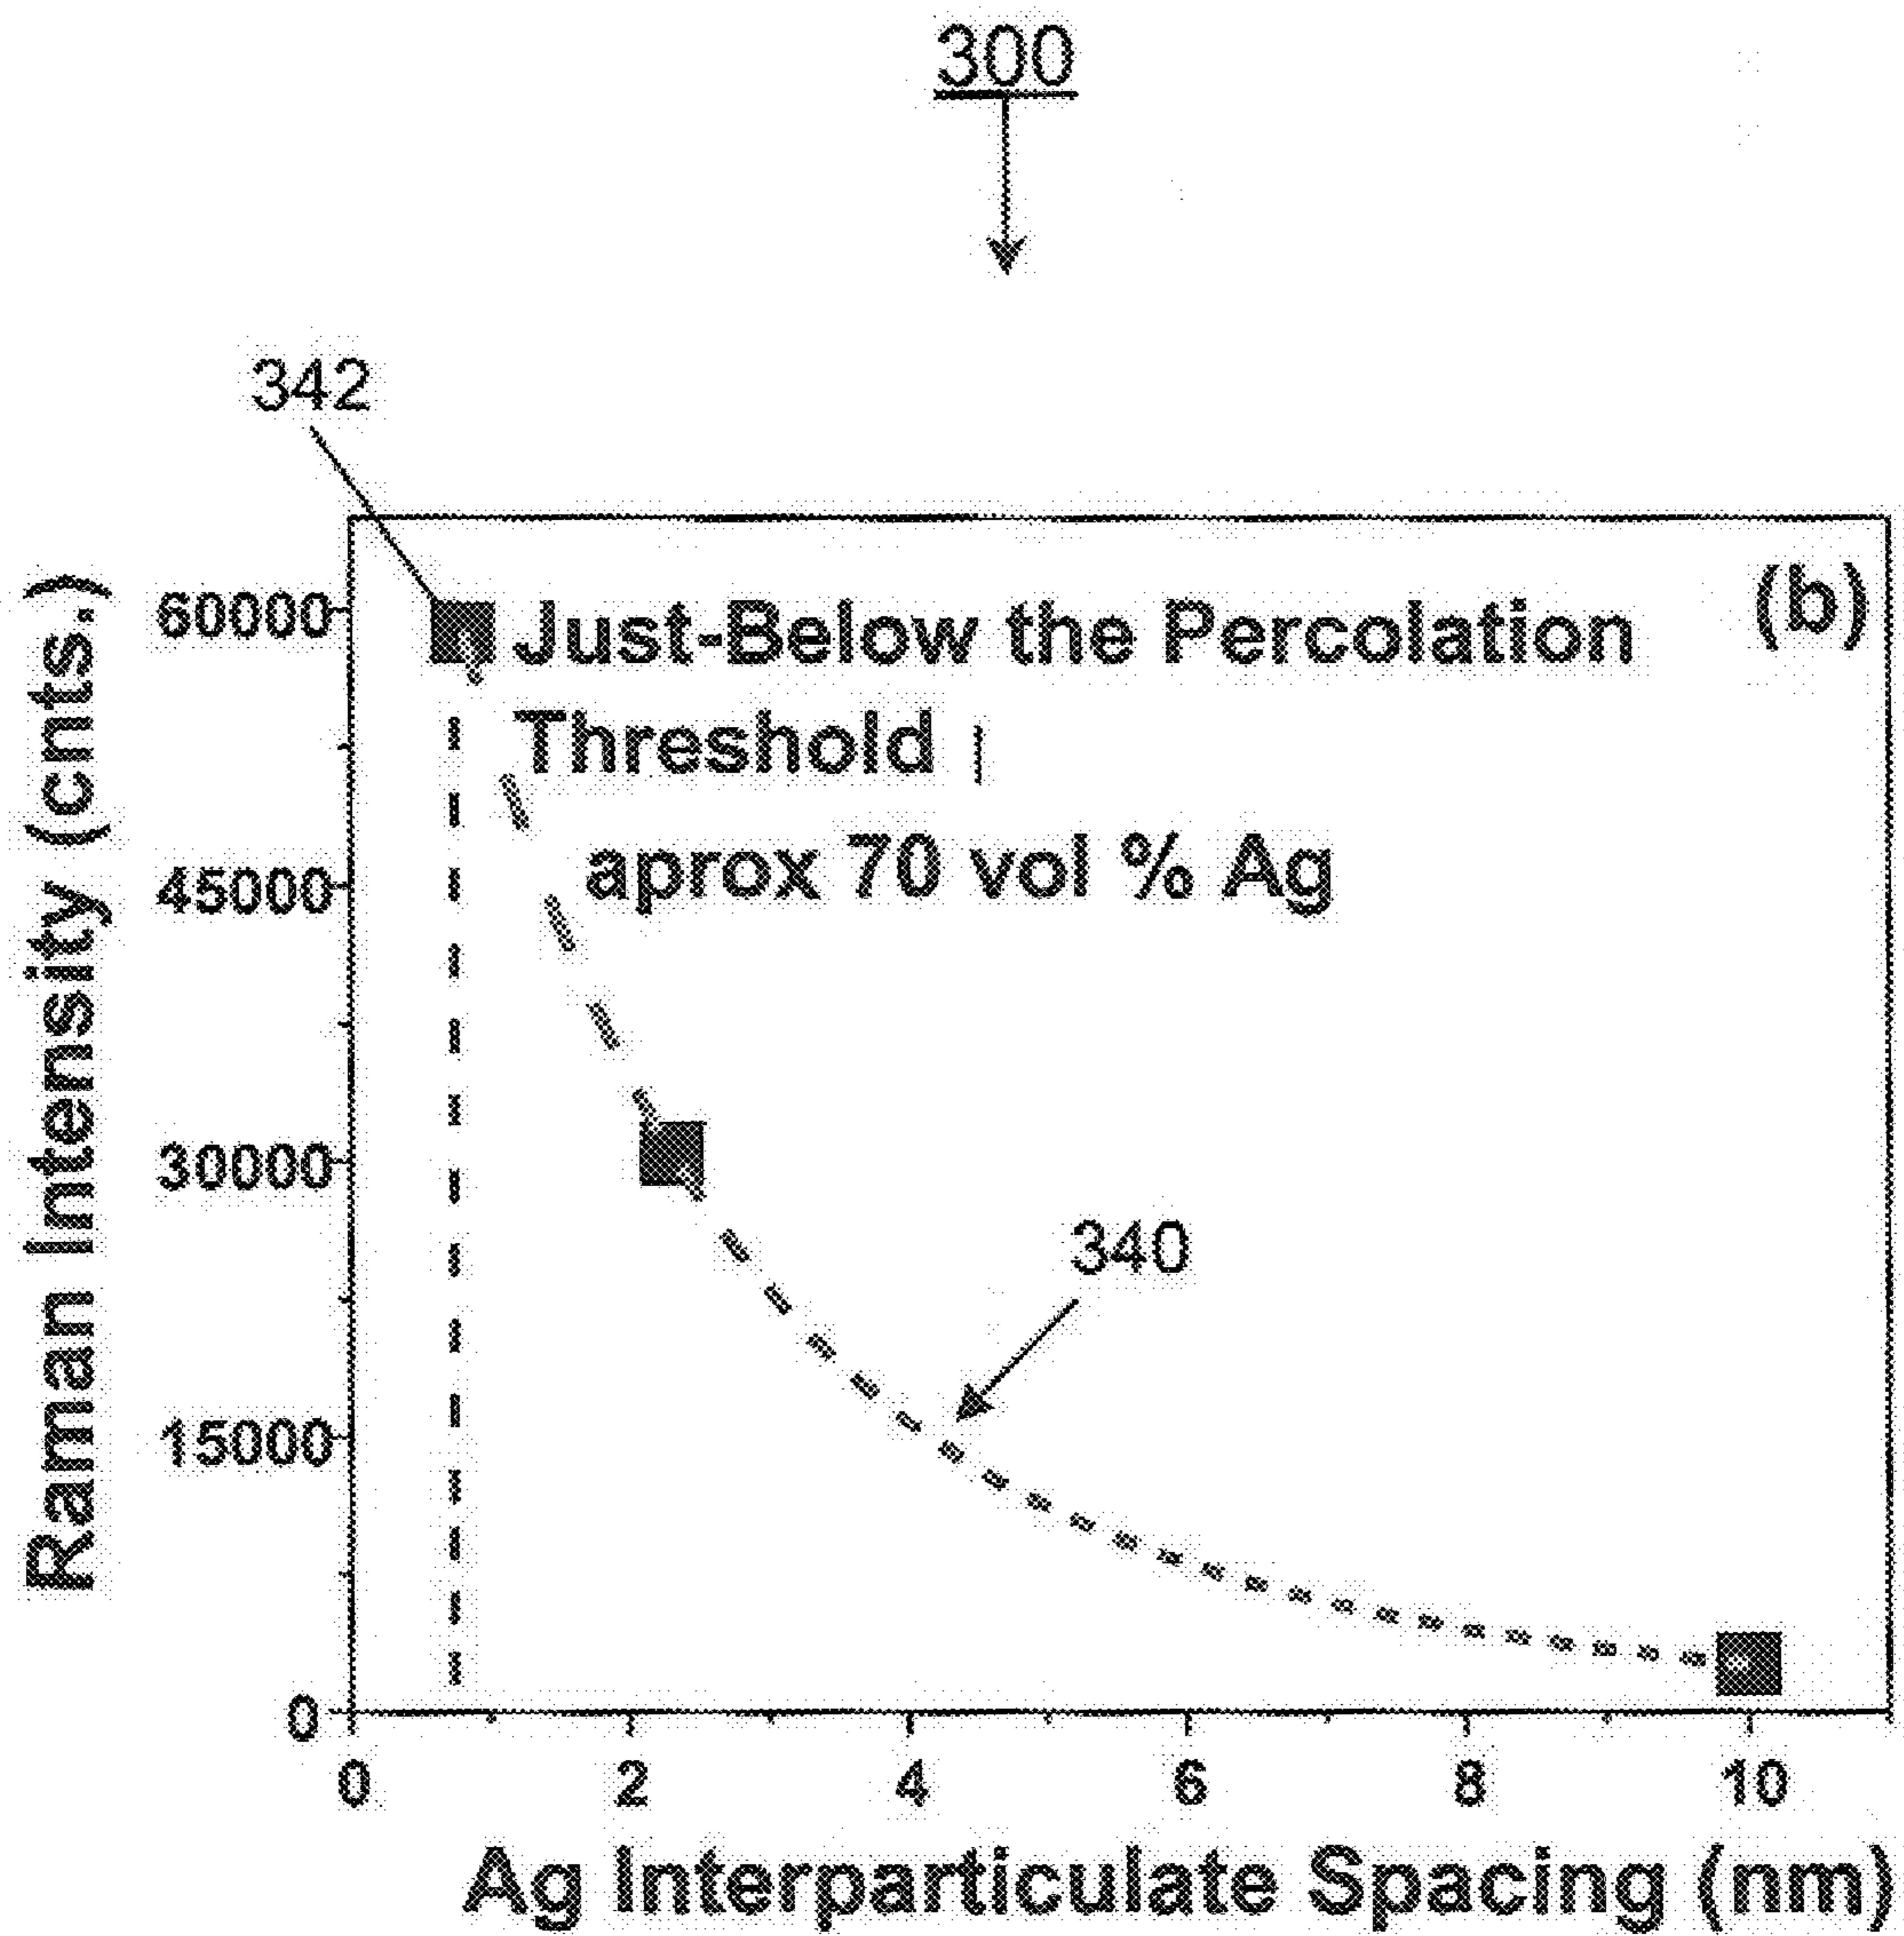 300
342
(b)
Just-Below the Percolation
Threshold
aprox 70 vol % Ag
340
Raman Intensity (cnts.)
60000
45000
30000
15000
0
0 2 4 6 8 10
Ag Interparticulate Spacing (nm)